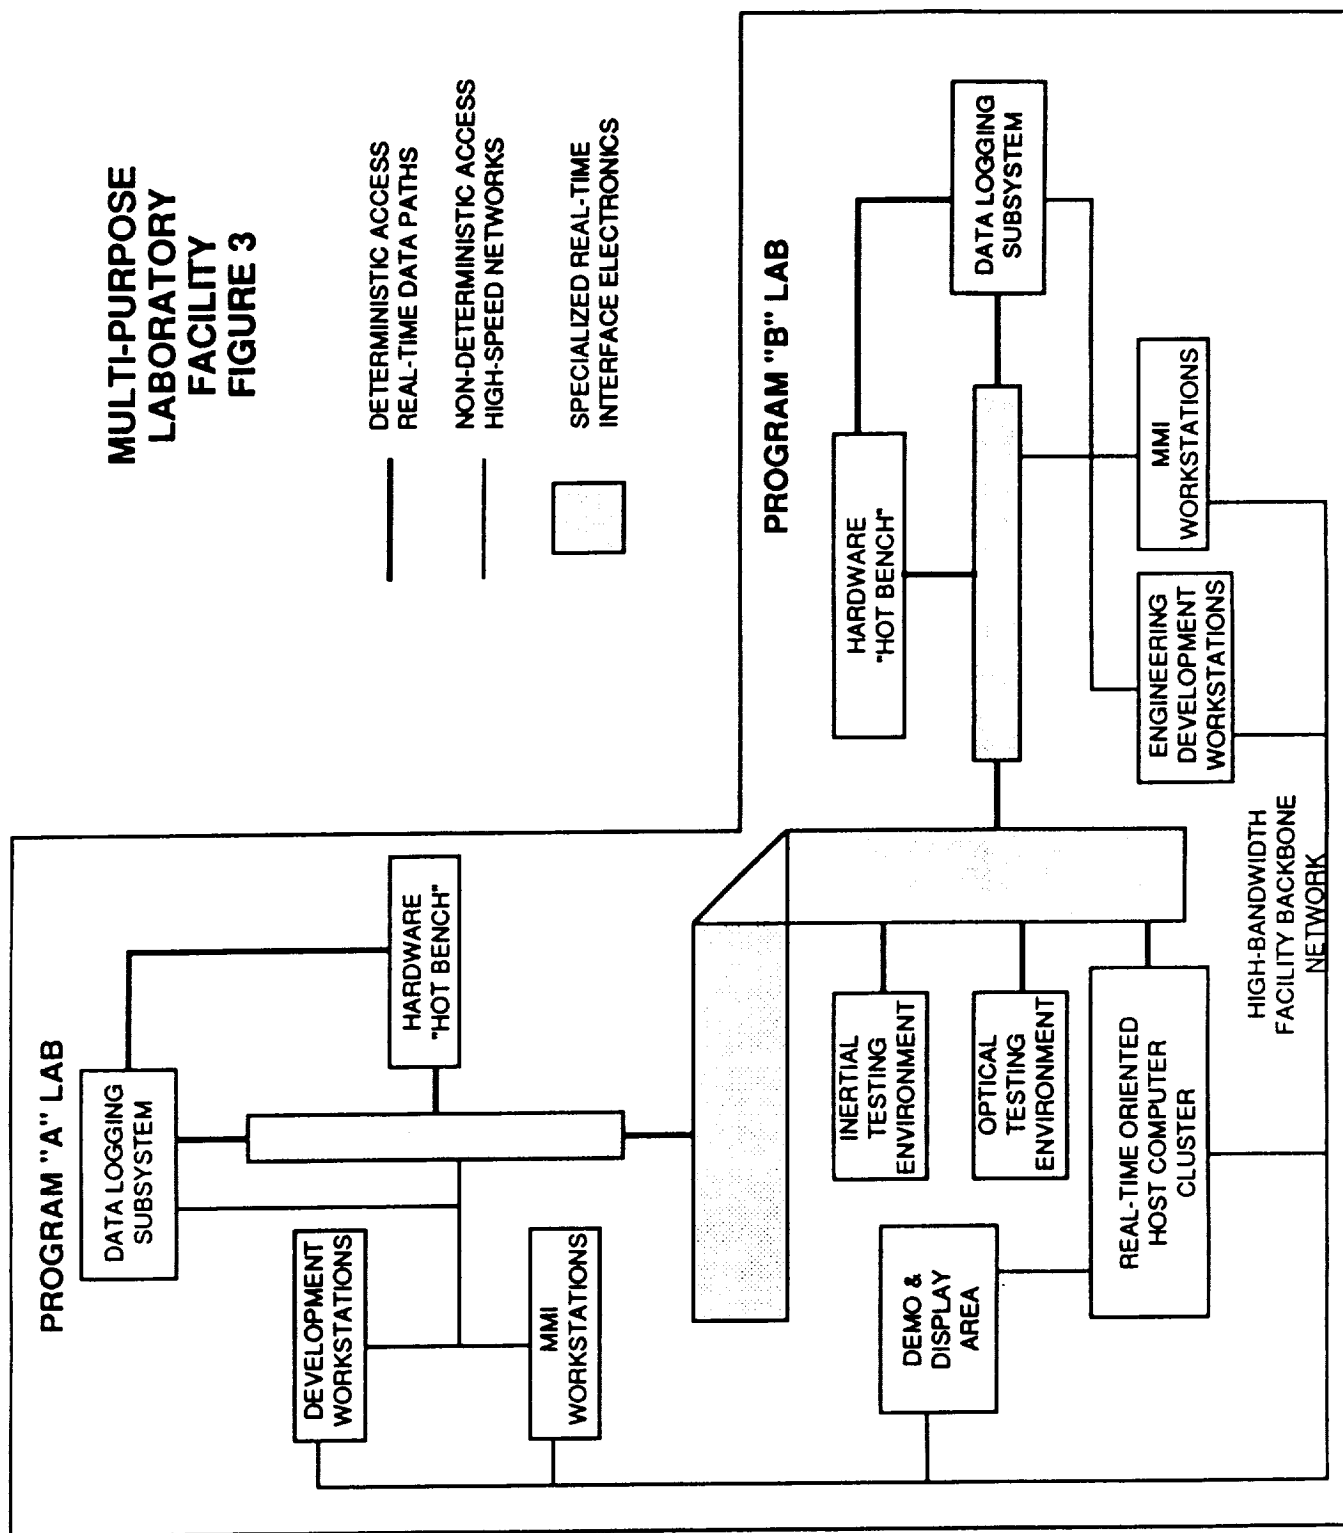 MULTI-PURPOSE
LABORATORY
FACILITY
FIGURE 3
DETERMINISTIC ACCESS
REAL-TIME DATA PATHS
NON-DETERMINISTIC ACCESS
HIGH-SPEED NETWORKS
SPECIALIZED REAL-TIME
INTERFACE ELECTRONICS
PROGRAM "A" LAB
DATA LOGGING
SUBSYSTEM
HARDWARE
"HOT BENCH"
DEVELOPMENT
WORKSTATIONS
MMI
WORKSTATIONS
PROGRAM "B" LAB
HARDWARE
"HOT BENCH"
DATA LOGGING
SUBSYSTEM
INERTIAL
TESTING
ENVIRONMENT
OPTICAL
TESTING
ENVIRONMENT
DEMO &
DISPLAY
AREA
REAL-TIME ORIENTED
HOST COMPUTER
CLUSTER
ENGINEERING
DEVELOPMENT
WORKSTATIONS
MMI
WORKSTATIONS
HIGH-BANDWIDTH
FACILITY BACKBONE
NETWORK